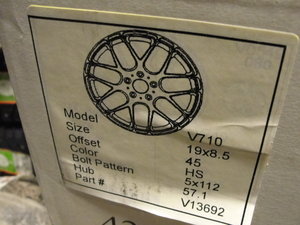 Model V710
Size 19x8.5
Offset 45
Color HS
Bolt Pattern 5x112
Hub 57.1
Part # V13692